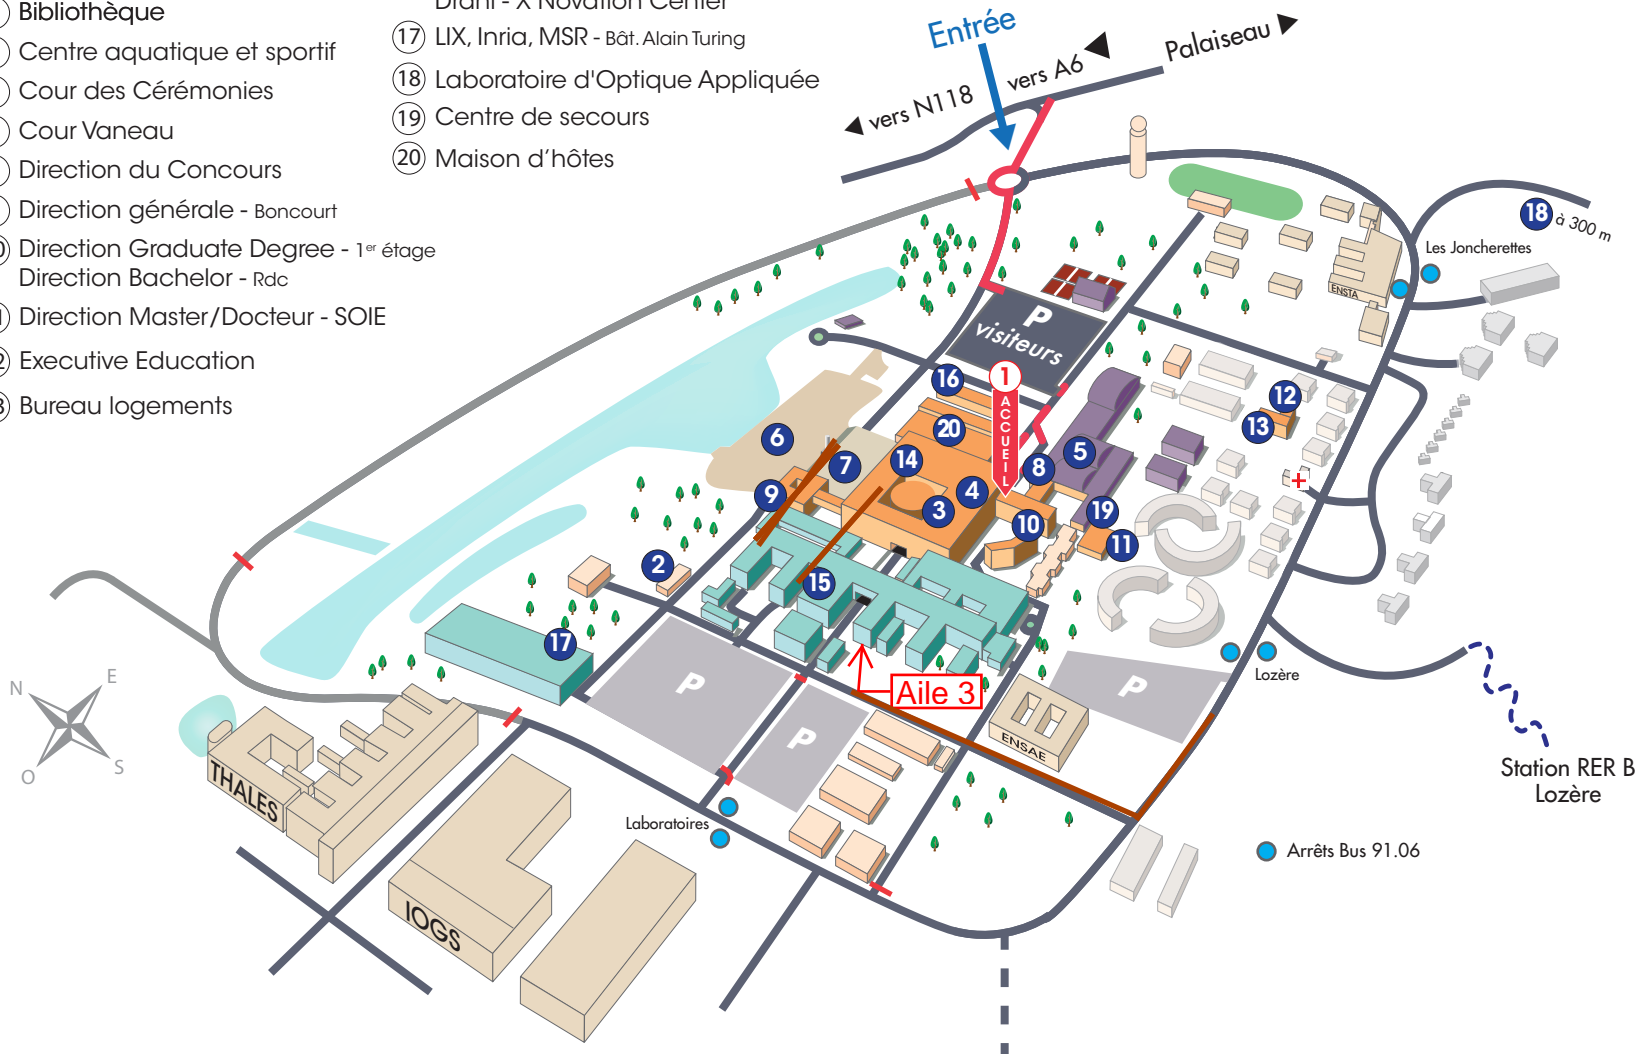 Bibliothèque
Centre aquatique et sportif
Cour des Cérémonies
Cour Vaneau
Direction du Concours
Direction générale - Boncourt
Direction Graduate Degree - 1er étage
Direction Bachelor - Rdc
Direction Master/Docteur - SOIE
Executive Education
Bureau logements
Drahi - X Novation Center
17 LIX, Inria, MSR - Bât. Alain Turing
18 Laboratoire d'Optique Appliquée
19 Centre de secours
20 Maison d'hôtes
Entrée
vers N118
vers A6
Palaiseau
18 à 300 m
Les Joncherettes
ENSTA
P
visiteurs
1
ACCUEIL
16
20
12
13
6
7
14
8
5
9
4
3
10
19
11
2
15
17
N
E
O
S
P
P
P
Aile 3
ENSAE
Lozère
THALES
IOGS
Laboratoires
Station RER B
Lozère
Arrêts Bus 91.06